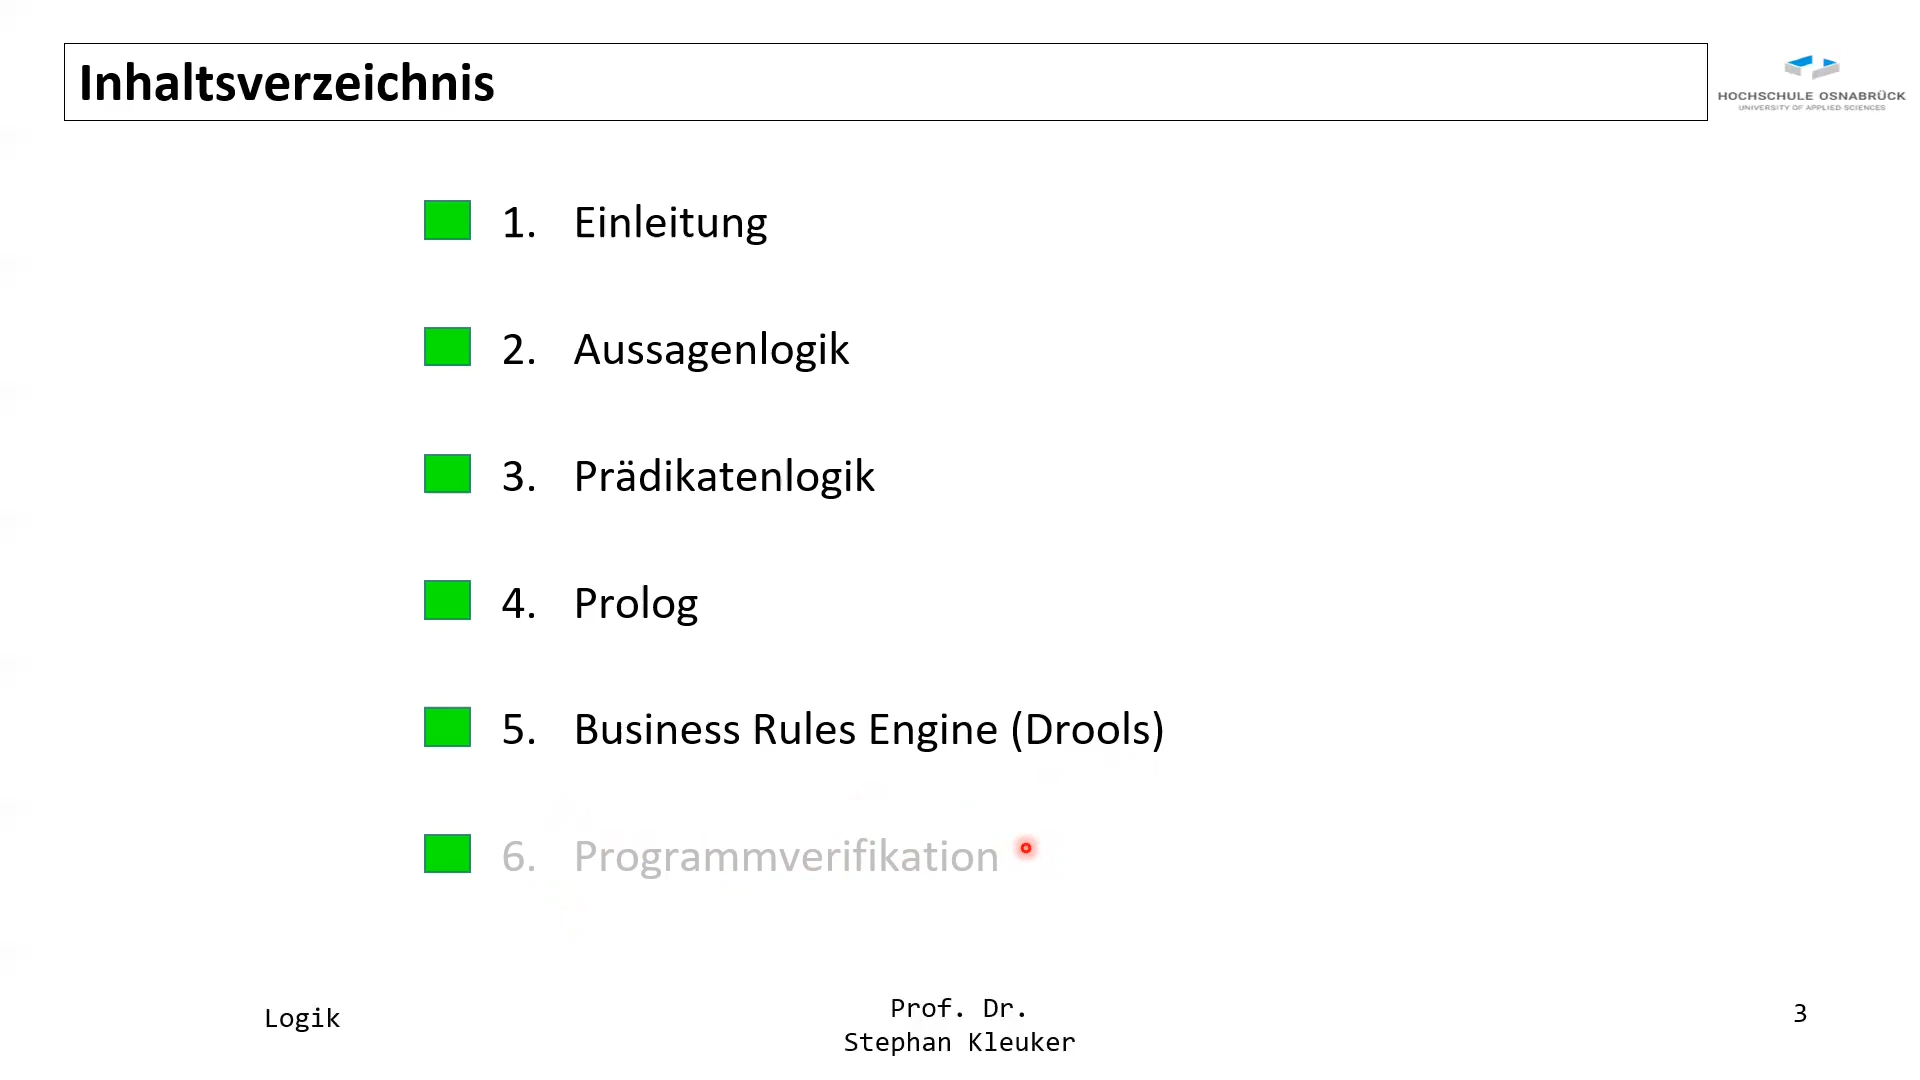 Inhaltsverzeichnis
HOCHSCHULE OSNABRÜCK
UNIVERSITY OF APPLIED SCIENCES
1. Einleitung
2. Aussagenlogik
3. Prädikatenlogik
4. Prolog
5. Business Rules Engine (Drools)
6. Programmverifikation
Logik
Prof. Dr.
Stephan Kleuker
3